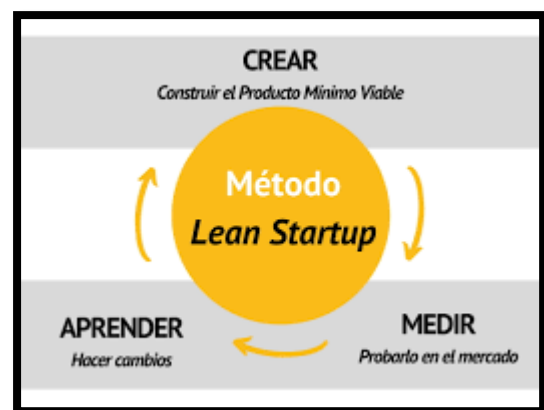 CREAR
Construir el Producto Mínimo Viable
Método
Lean Startup
APRENDER
Hacer cambios
MEDIR
Probarlo en el mercado